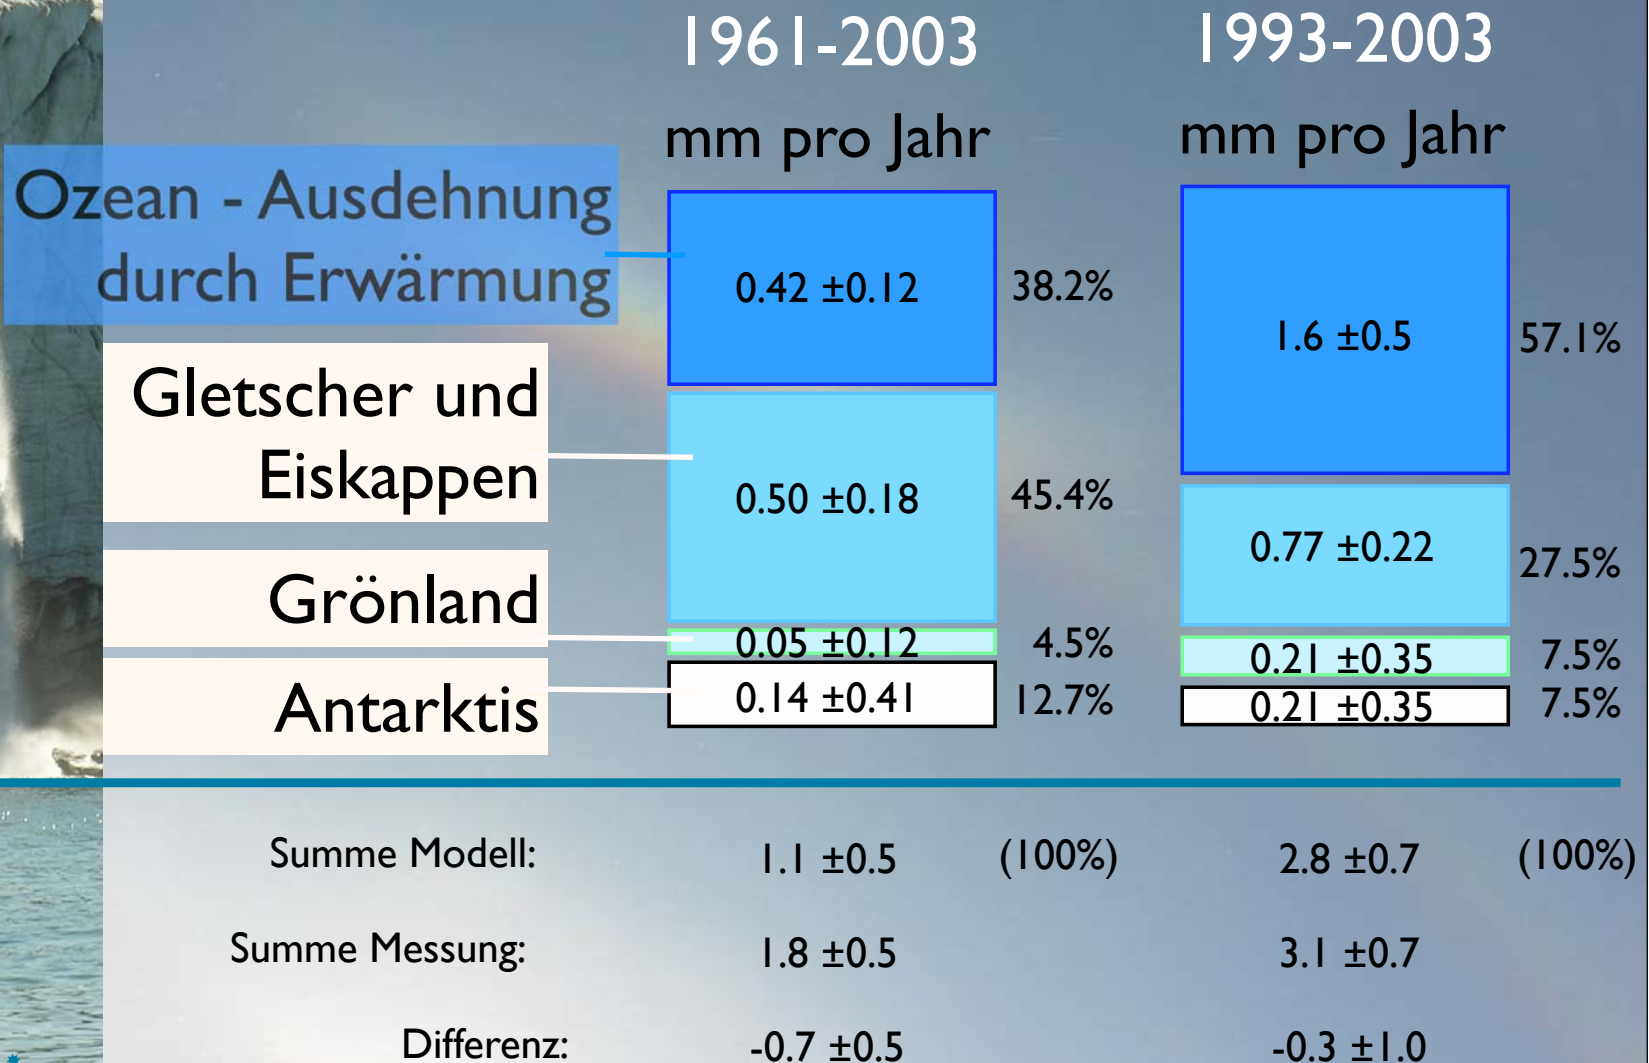 1961-2003 1993-2003
mm pro Jahr mm pro Jahr
Ozean - Ausdehnung
durch Erwärmung
0.42 ±0.12 38.2% 1.6 ±0.5 57.1%
Gletscher und
Eiskappen
0.50 ±0.18 45.4% 0.77 ±0.22 27.5%
Grönland
0.05 ±0.12 4.5% 0.21 ±0.35 7.5%
Antarktis 0.14 ±0.41 12.7% 0.21 ±0.35 7.5%
Summe Modell: 1.1 ±0.5 (100%) 2.8 ±0.7 (100%)
Summe Messung: 1.8 ±0.5 3.1 ±0.7
Differenz: -0.7 ±0.5 -0.3 ±1.0